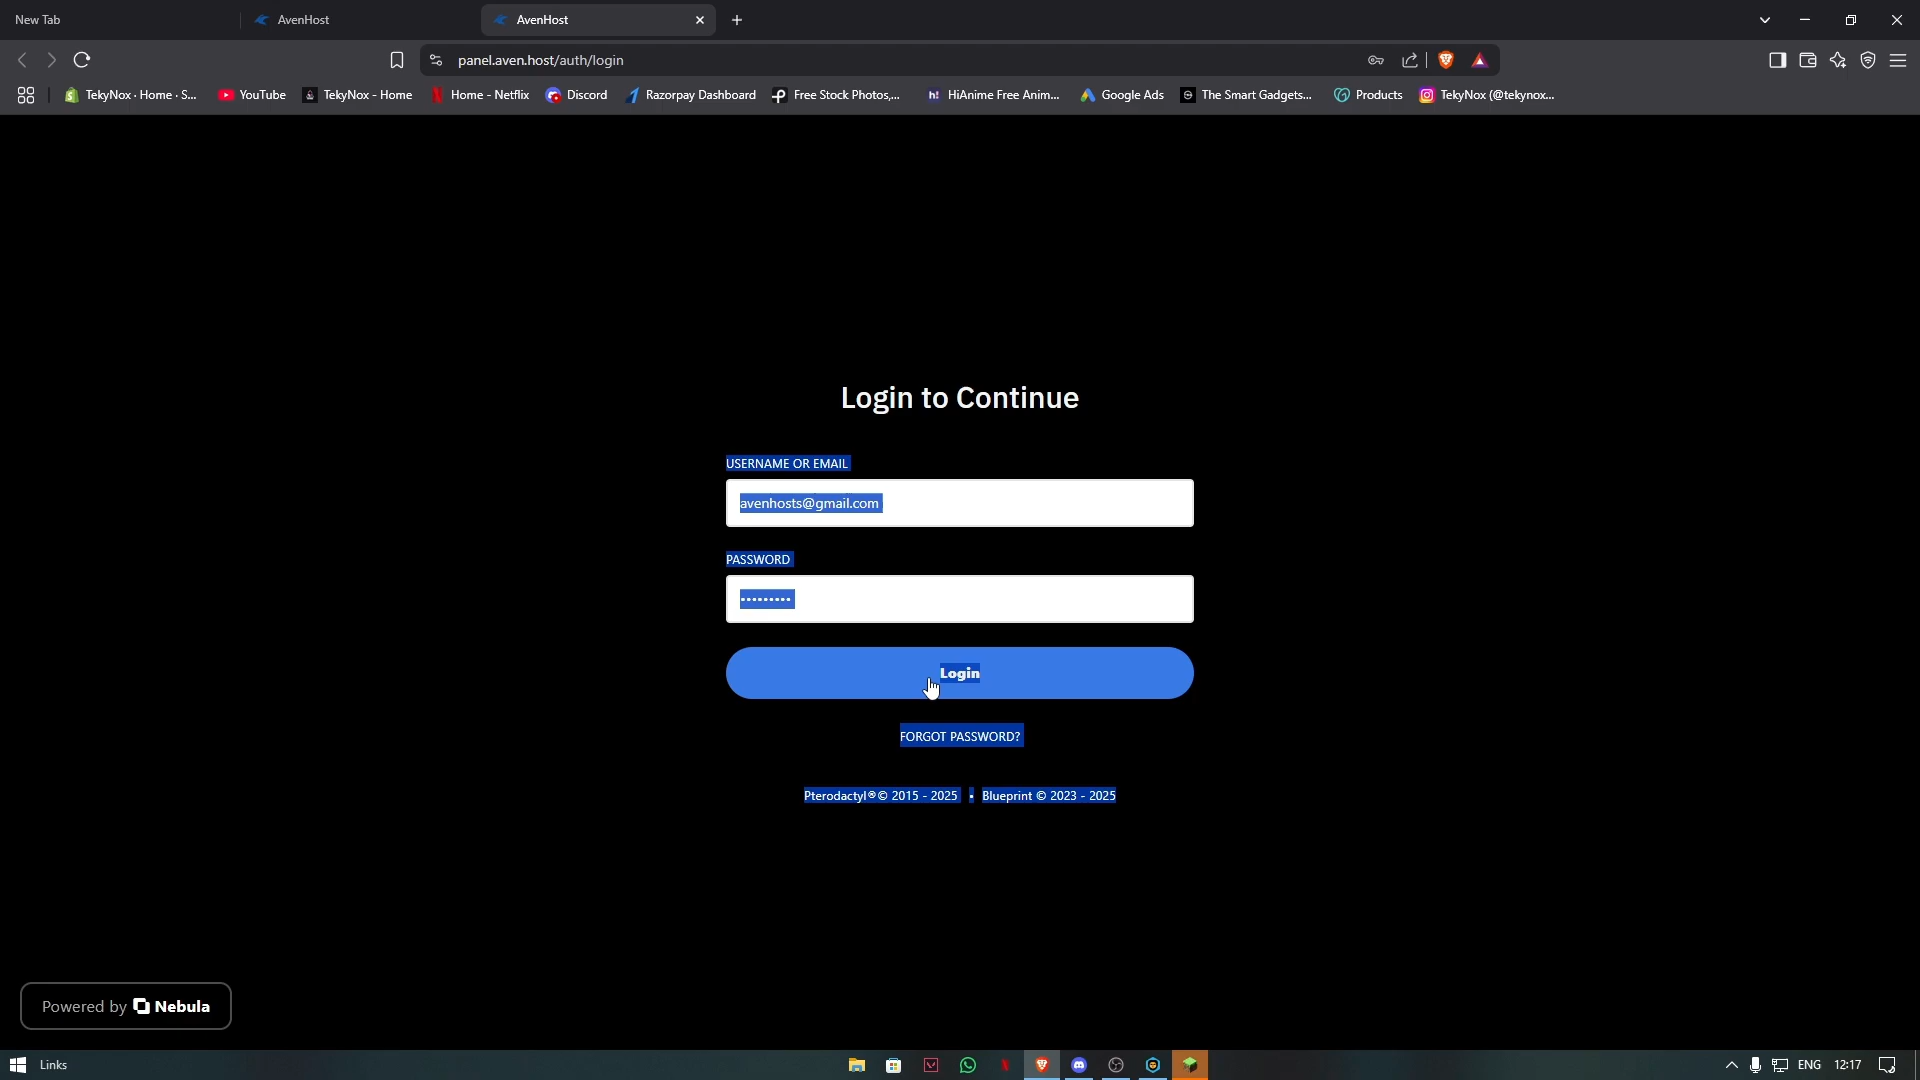 New Tab
AvenHost
AvenHost
panel.aven.host/auth/login
TekyNox · Home · S...
YouTube
TekyNox - Home
Home - Netflix
Discord
Razorpay Dashboard
Free Stock Photos,...
HiAnime Free Anim...
Google Ads
The Smart Gadgets...
Products
TekyNox (@tekynox...
Login to Continue
USERNAME OR EMAIL
avenhosts@gmail.com
PASSWORD
Login
FORGOT PASSWORD?
Pterodactyl®© 2015 - 2025 • Blueprint © 2023 - 2025
Powered by Nebula
Links
ENG
12:17